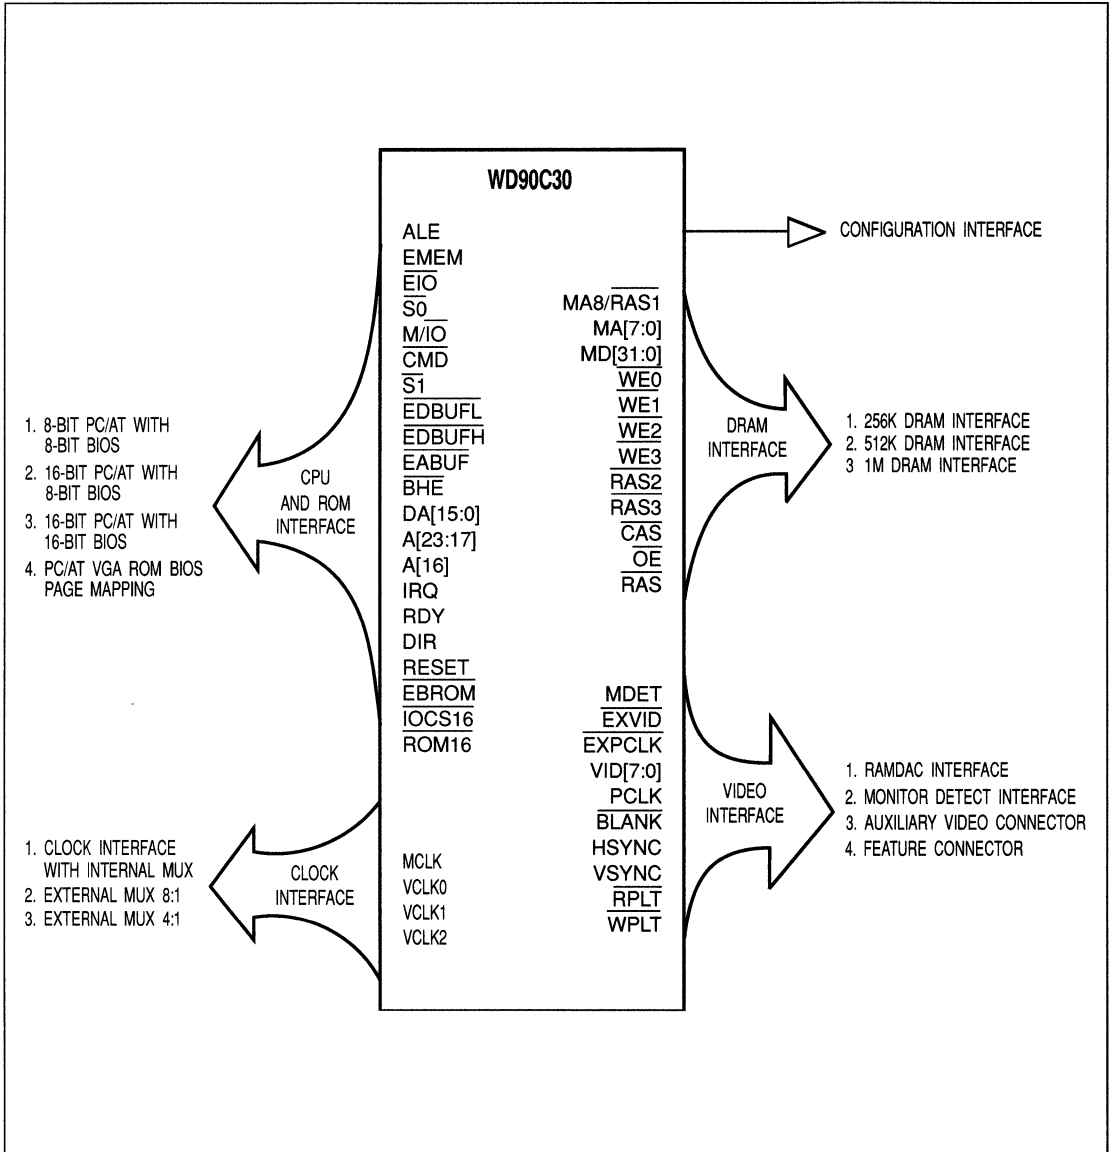 WD90C30
ALE
EMEM
EIO
S0
M/IO
CMD
S1
EDBUFL
EDBUFH
EABUF
BHE
DA[15:0]
A[23:17]
A[16]
IRQ
RDY
DIR
RESET
EBROM
IOCS16
ROM16
MCLK
VCLK0
VCLK1
VCLK2
MA8/RAS1
MA[7:0]
MD[31:0]
WE0
WE1
WE2
WE3
RAS2
RAS3
CAS
OE
RAS
MDET
EXVID
EXPCLK
VID[7:0]
PCLK
BLANK
HSYNC
VSYNC
RPLT
WPLT
CPU
AND ROM
INTERFACE
1. 8-BIT PC/AT WITH
8-BIT BIOS
2. 16-BIT PC/AT WITH
8-BIT BIOS
3. 16-BIT PC/AT WITH
16-BIT BIOS
4. PC/AT VGA ROM BIOS
PAGE MAPPING
CLOCK
INTERFACE
1. CLOCK INTERFACE
WITH INTERNAL MUX
2. EXTERNAL MUX 8:1
3. EXTERNAL MUX 4:1
CONFIGURATION INTERFACE
DRAM
INTERFACE
1. 256K DRAM INTERFACE
2. 512K DRAM INTERFACE
3 1M DRAM INTERFACE
VIDEO
INTERFACE
1. RAMDAC INTERFACE
2. MONITOR DETECT INTERFACE
3. AUXILIARY VIDEO CONNECTOR
4. FEATURE CONNECTOR